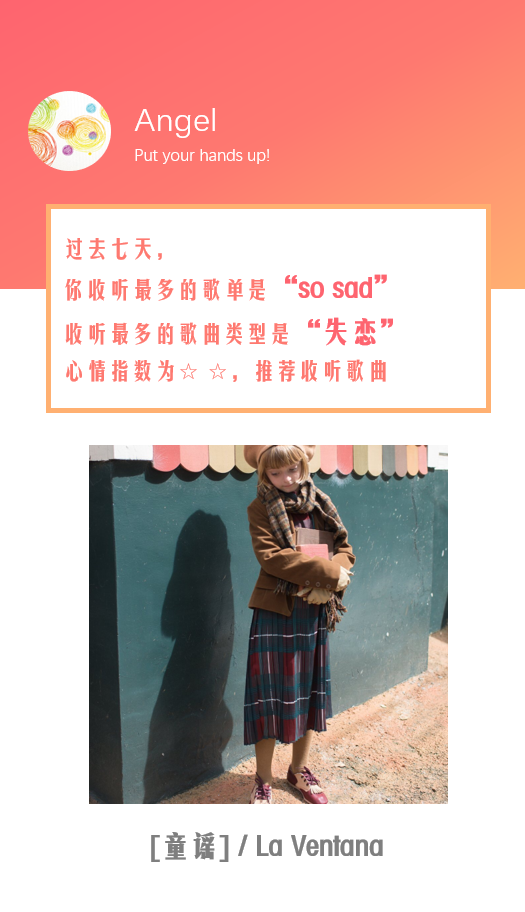 Angel
Put your hands up!
过去七天，
你收听最多的歌单是 “so sad”
收听最多的歌曲类型是 “失恋”
心情指数为☆ ☆，推荐收听歌曲
[童谣] / La Ventana